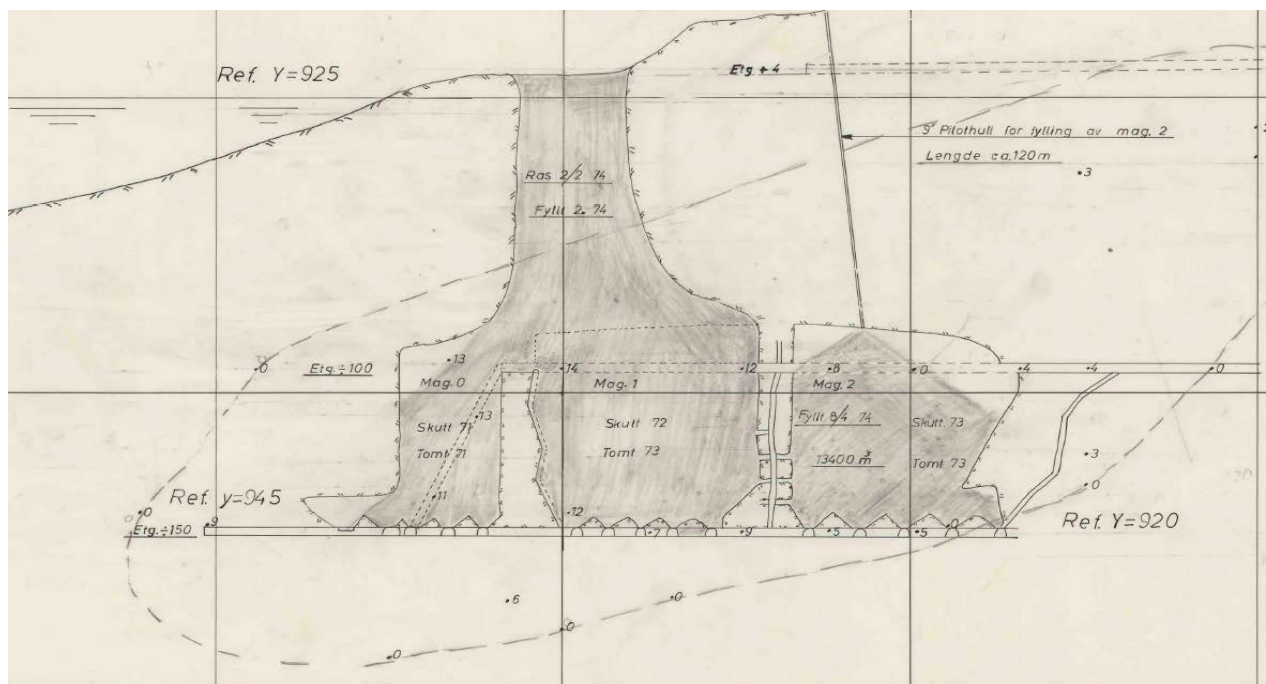 Ref. Y=925
Etg + 4
9" Pilothull for fylling av mag. 2
Lengde ca. 120 m
3
Ras 2/2 74
Fyllt 2. 74
Etg. ÷ 100
0
13
14
12
8
0
4
4
0
Mag. 0
Mag. 1
Mag. 2
13
Skutt 71
Tomt 71
Skutt 72
Tomt 73
Fyllt 8/4 74
13400 m³
Skutt 73
Tomt 73
3
0
11
Ref. y=945
0
9
12
Etg. ÷ 150
7
9
5
5
0
Ref. Y=920
6
0
0
0